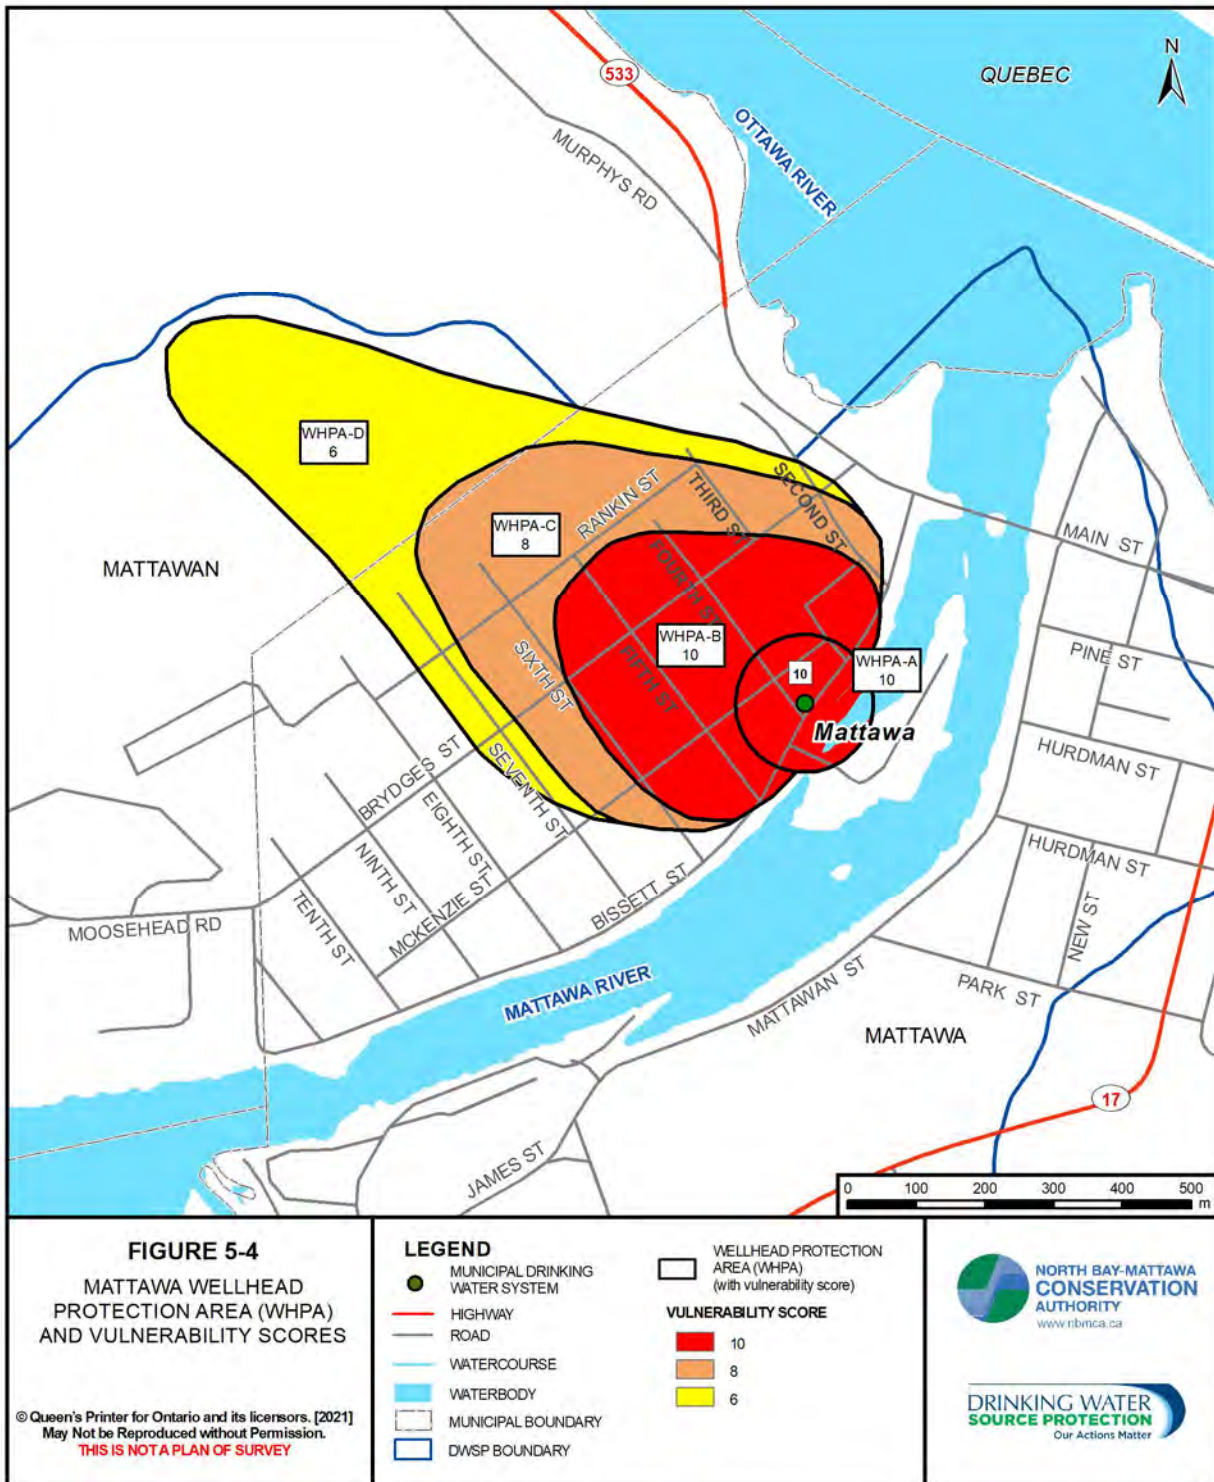 533
QUEBEC
N
MURPHYS RD
OTTAWA RIVER
WHPA-D
6
WHPA-C
8
RANKIN ST
THIRD ST
SECOND ST
MAIN ST
MATTAWAN
FOURTH ST
WHPA-B
10
FIFTH ST
SIXTH ST
10
WHPA-A
10
PINE ST
Mattawa
HURDMAN ST
BRYDGES ST
SEVENTH ST
EIGHTH ST
NINTH ST
TENTH ST
MCKENZIE ST
BISSETT ST
HURDMAN ST
NEW ST
MOOSEHEAD RD
MATTAWA RIVER
MATTAWAN ST
PARK ST
MATTAWA
17
JAMES ST
0 100 200 300 400 500
m
FIGURE 5-4
MATTAWA WELLHEAD
PROTECTION AREA (WHPA)
AND VULNERABILITY SCORES
© Queen's Printer for Ontario and its licensors. [2021]
May Not be Reproduced without Permission.
THIS IS NOT A PLAN OF SURVEY
LEGEND
MUNICIPAL DRINKING
WATER SYSTEM
HIGHWAY
ROAD
WATERCOURSE
WATERBODY
MUNICIPAL BOUNDARY
DWSP BOUNDARY
WELLHEAD PROTECTION
AREA (WHPA)
(with vulnerability score)
VULNERABILITY SCORE
10
8
6
NORTH BAY-MATTAWA
CONSERVATION
AUTHORITY
www.nbmca.ca
DRINKING WATER
SOURCE PROTECTION
Our Actions Matter